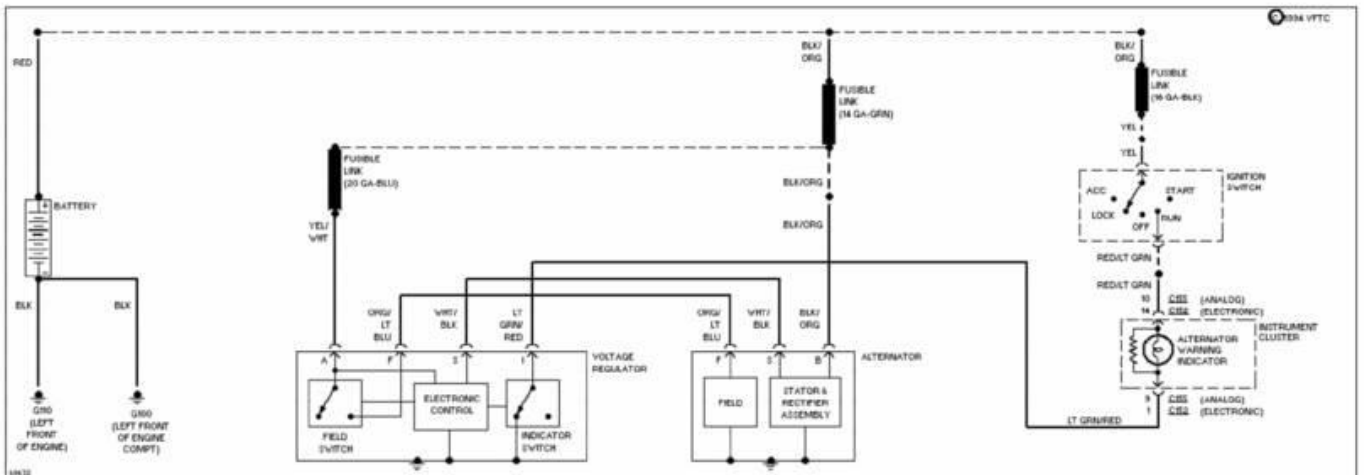 1994 VFTC
RED
BLK/
ORG
BLK/
ORG
FUSIBLE
LINK
(14 GA-GRN)
FUSIBLE
LINK
(16 GA-BLK)
YEL
YEL
FUSIBLE
LINK
(20 GA-BLU)
BLK/ORG
BLK/ORG
YEL/
WHT
IGNITION
SWITCH
ACC
START
LOCK
OFF
RUN
BATTERY
+
-
BLK
BLK
RED/LT GRN
RED/LT GRN
ORG/
LT
BLU
WHT/
BLK
LT
GRN/
RED
ORG/
LT
BLU
WHT/
BLK
BLK/
ORG
10 (ANALOG)
14 (ELECTRONIC)
INSTRUMENT
CLUSTER
ALTERNATOR
WARNING
INDICATOR
A F S I
VOLTAGE
REGULATOR
F S B
ALTERNATOR
ELECTRONIC
CONTROL
FIELD
SWITCH
INDICATOR
SWITCH
FIELD
STATOR &
RECTIFIER
ASSEMBLY
(ANALOG)
1 (ELECTRONIC)
LT GRN/RED
G110
(LEFT
FRONT
OF ENGINE)
G100
(LEFT FRONT
OF ENGINE
COMPT)